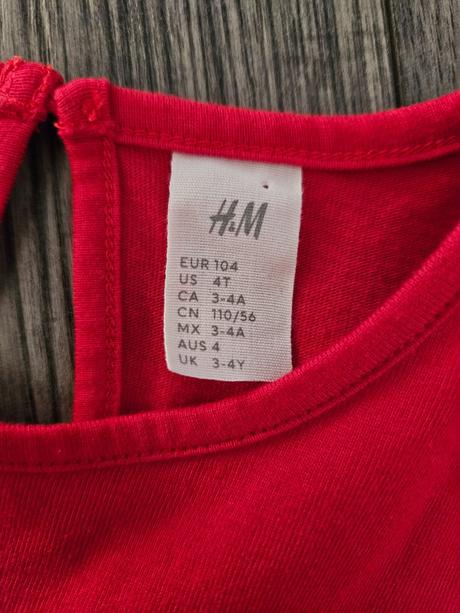 H&M
EUR 104
US 4T
CA 3-4A
CN 110/56
MX 3-4A
AUS 4
UK 3-4Y